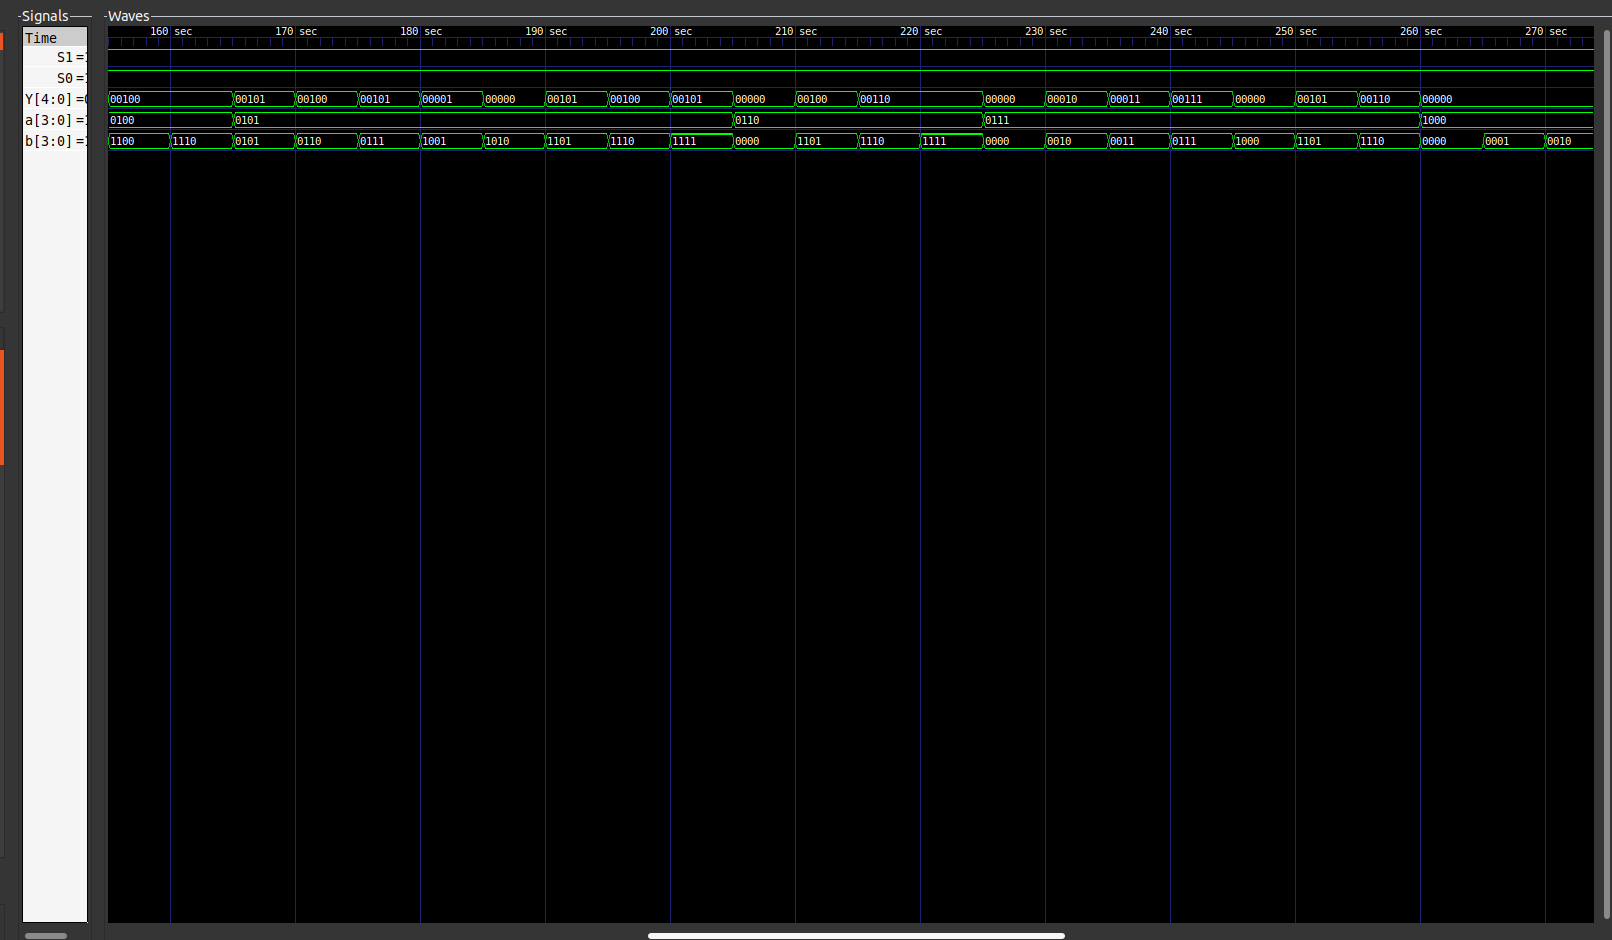 Signals Waves
Time 160 sec 170 sec 180 sec 190 sec 200 sec 210 sec 220 sec 230 sec 240 sec 250 sec 260 sec 270 sec
S1 =1
S0 =1
Y[4:0] =0 00100 00101 00100 00101 00001 00000 00101 00100 00101 00000 00100 00110 00000 00010 00011 00111 00000 00101 00110 00000
a[3:0] =1 0100 0101 0110 0111 1000
b[3:0] =1 1100 1110 0101 0110 0111 1001 1010 1101 1110 1111 0000 1101 1110 1111 0000 0010 0011 0111 1000 1101 1110 0000 0001 0010